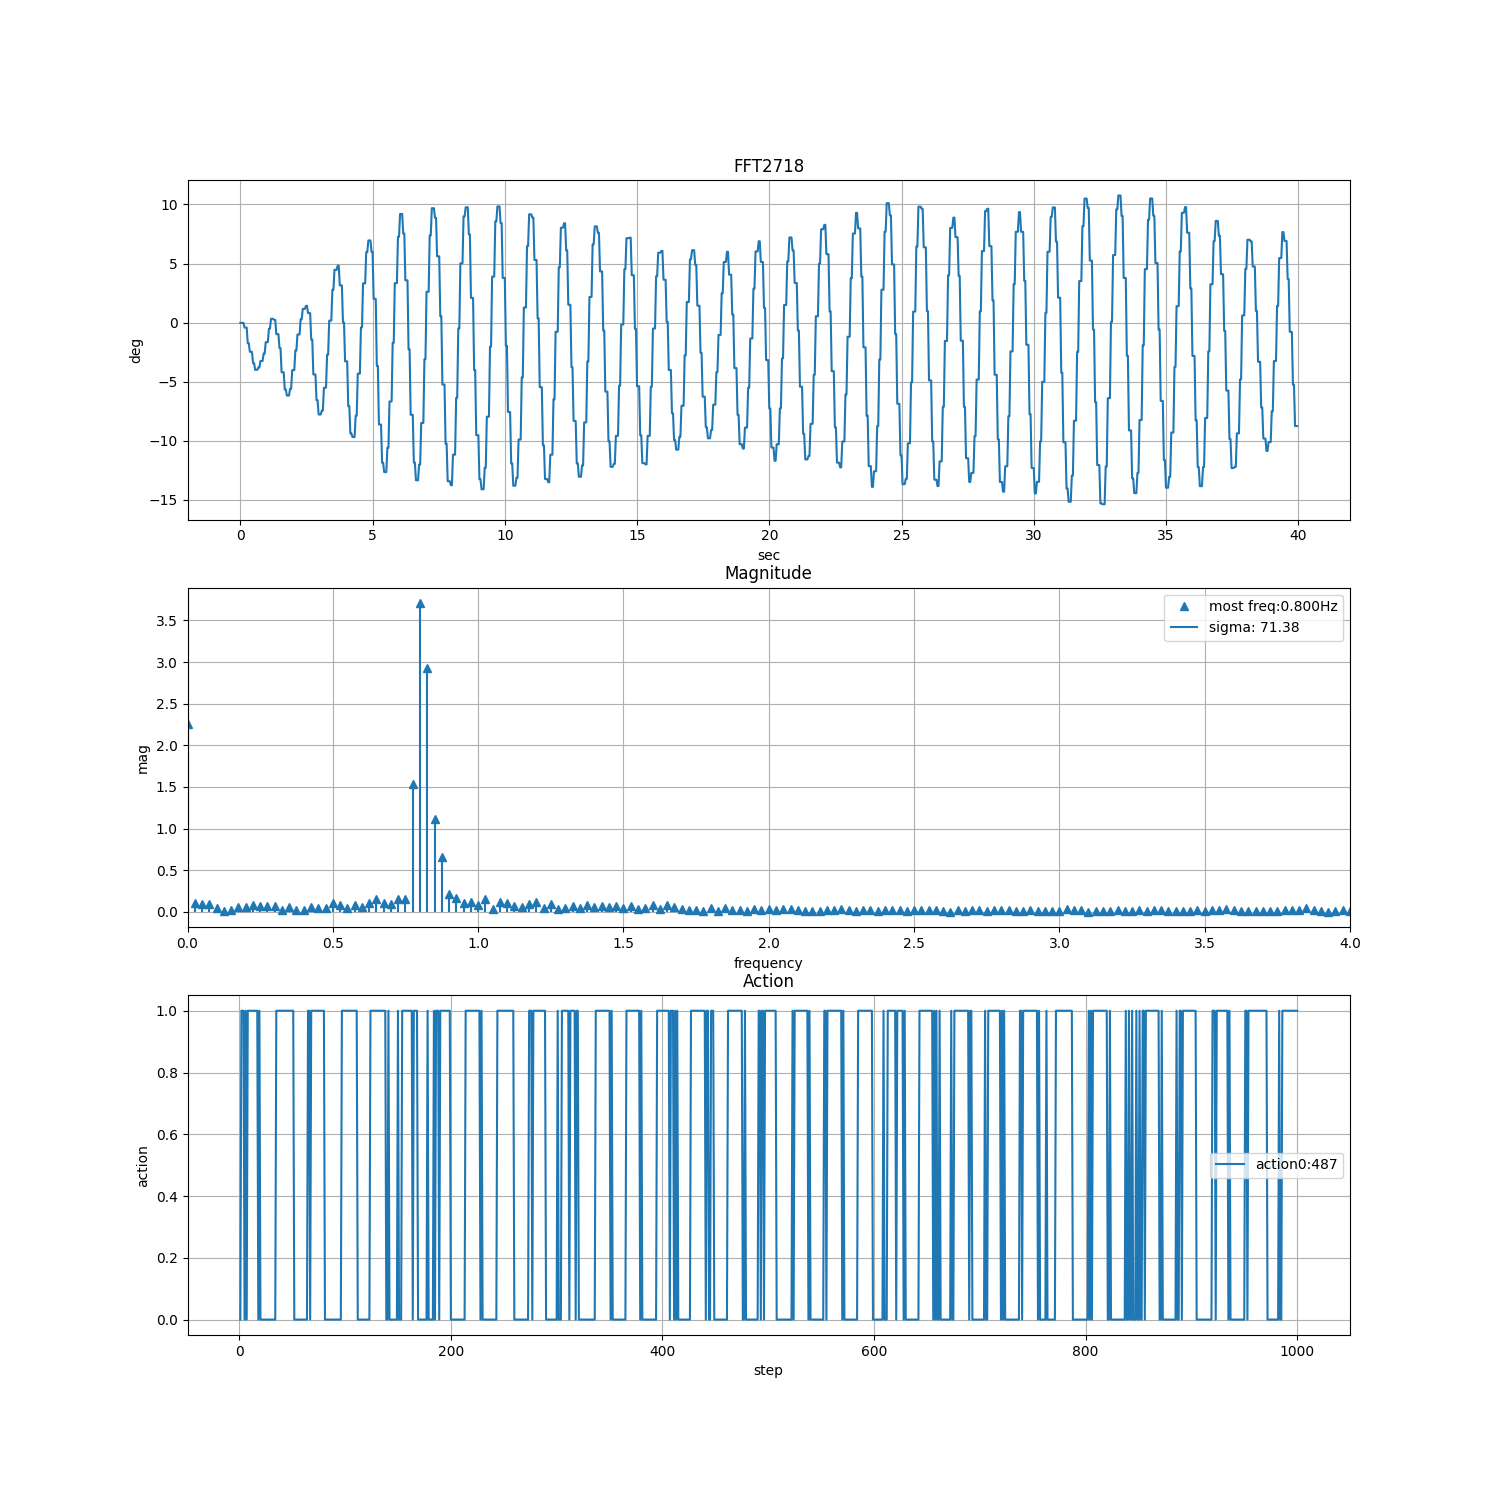 FFT2718
10
5
0
−5
−10
−15
deg
0 5 10 15 20 25 30 35 40
sec
Magnitude
most freq:0.800Hz
sigma: 71.38
3.5
3.0
2.5
2.0
1.5
1.0
0.5
0.0
mag
0.0 0.5 1.0 1.5 2.0 2.5 3.0 3.5 4.0
frequency
Action
1.0
0.8
0.6
0.4
0.2
0.0
action
action0:487
0 200 400 600 800 1000
step